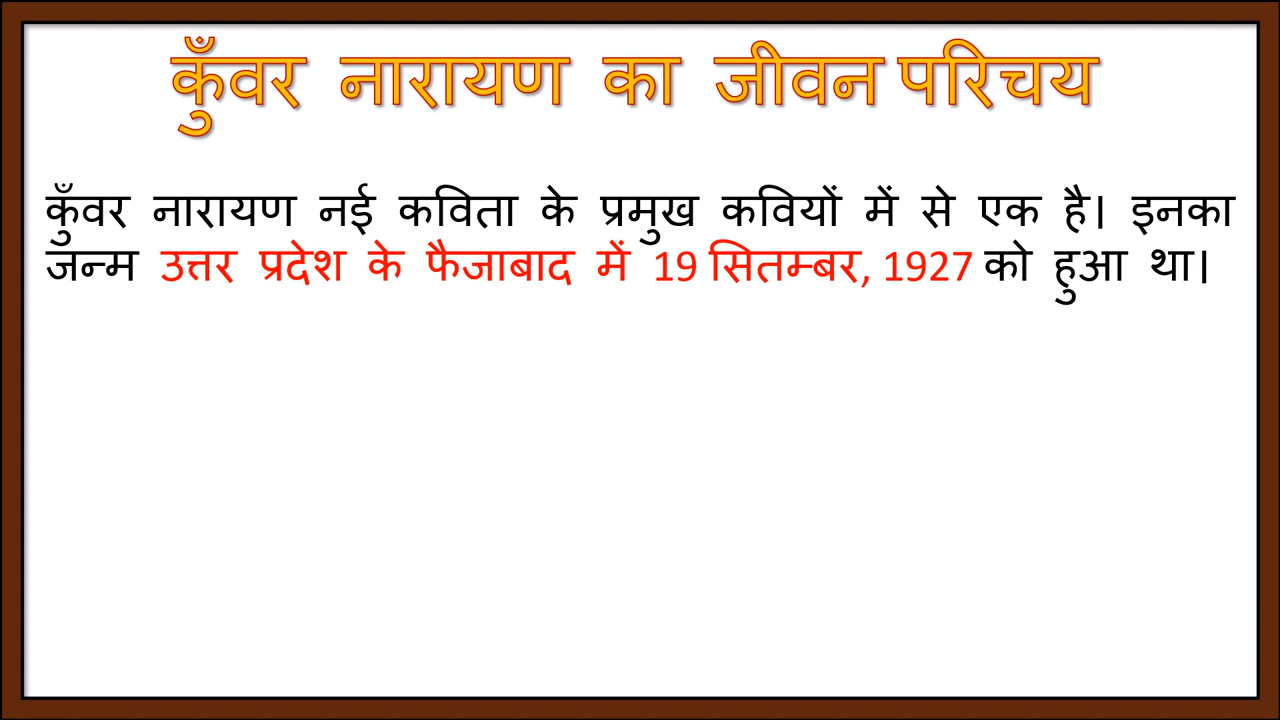 कुँवर नारायण का जीवन परिचय
कुँवर नारायण नई कविता के प्रमुख कवियों में से एक है। इनका
जन्म उत्तर प्रदेश के फैजाबाद में 19 सितम्बर, 1927 को हुआ था।